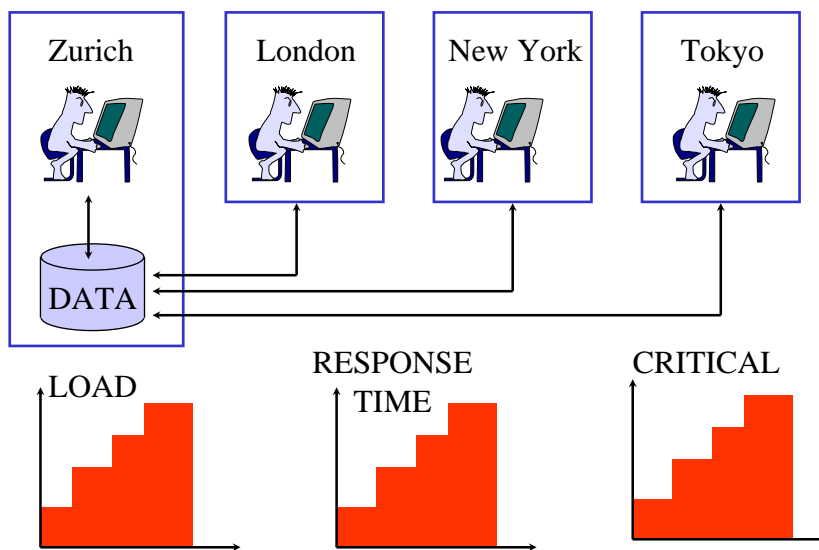 Zurich
London
New York
Tokyo
DATA
LOAD
RESPONSE
TIME
CRITICAL